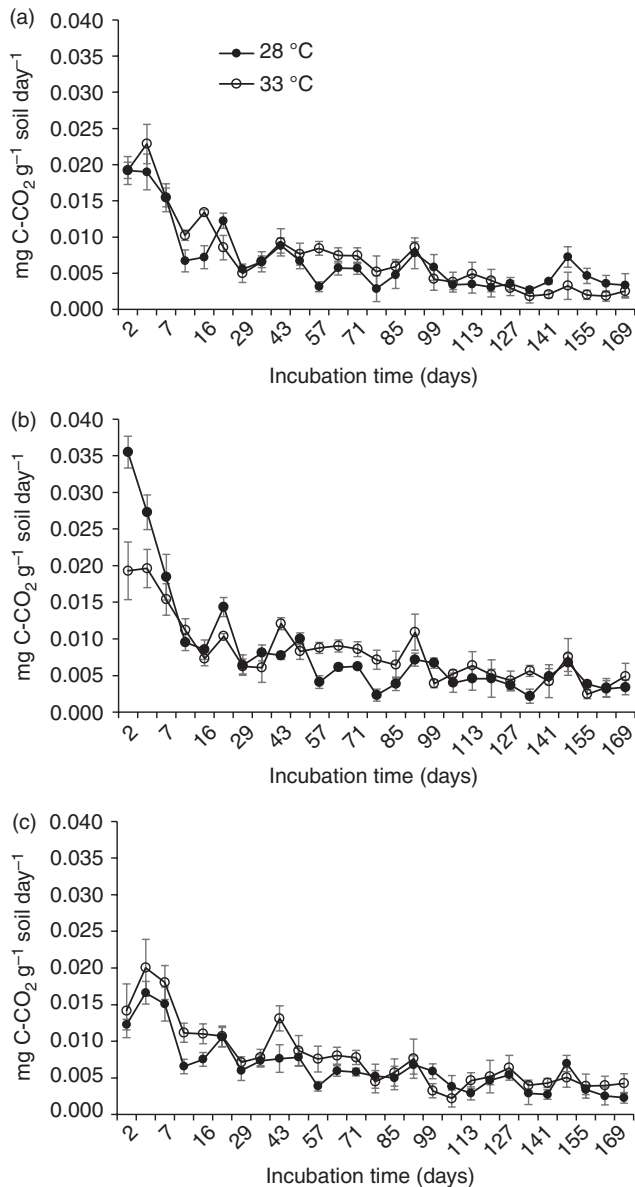 (a)
0.040
0.035
0.030
0.025
0.020
0.015
0.010
0.005
0.000
mg C-CO₂ g⁻¹ soil day⁻¹
28 °C
33 °C
2 7 16 29 43 57 71 85 99 113 127 141 155 169
Incubation time (days)
(b)
0.040
0.035
0.030
0.025
0.020
0.015
0.010
0.005
0.000
mg C-CO₂ g⁻¹ soil day⁻¹
2 7 16 29 43 57 71 85 99 113 127 141 155 169
Incubation time (days)
(c)
0.040
0.035
0.030
0.025
0.020
0.015
0.010
0.005
0.000
mg C-CO₂ g⁻¹ soil day⁻¹
2 7 16 29 43 57 71 85 99 113 127 141 155 169
Incubation time (days)